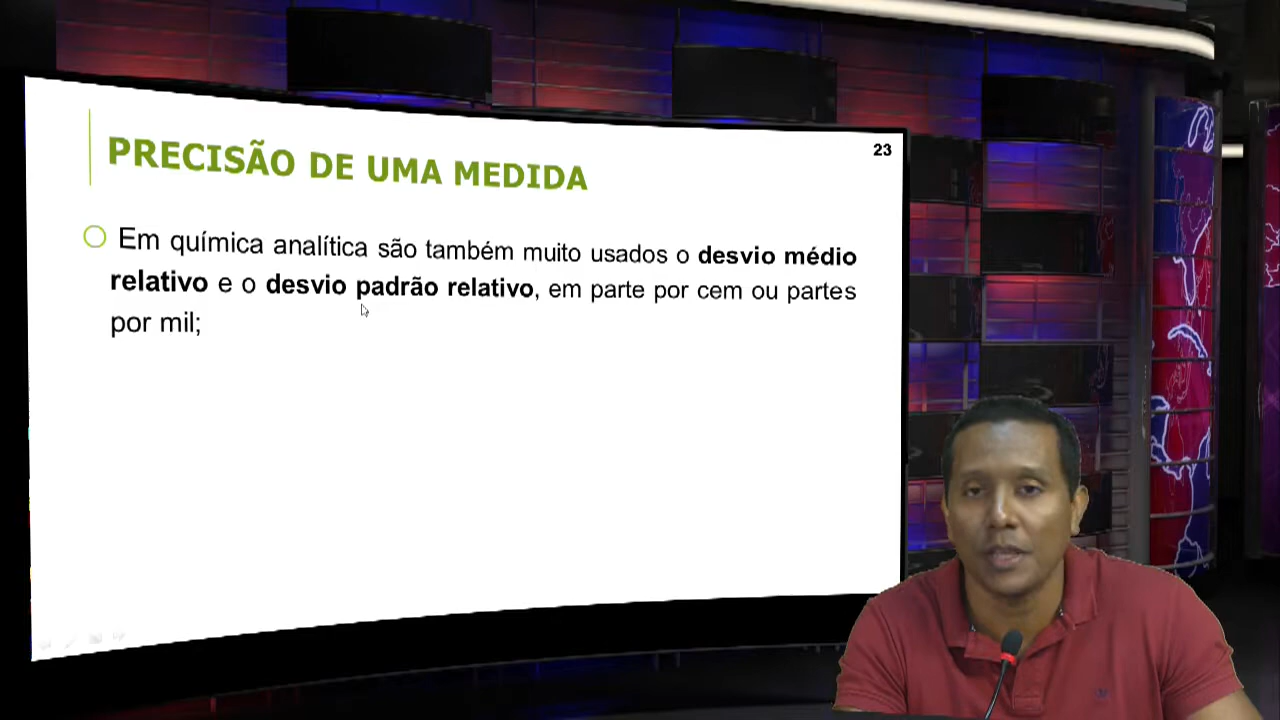 23
PRECISÃO DE UMA MEDIDA
Em química analítica são também muito usados o desvio médio
relativo e o desvio padrão relativo, em parte por cem ou partes
por mil;